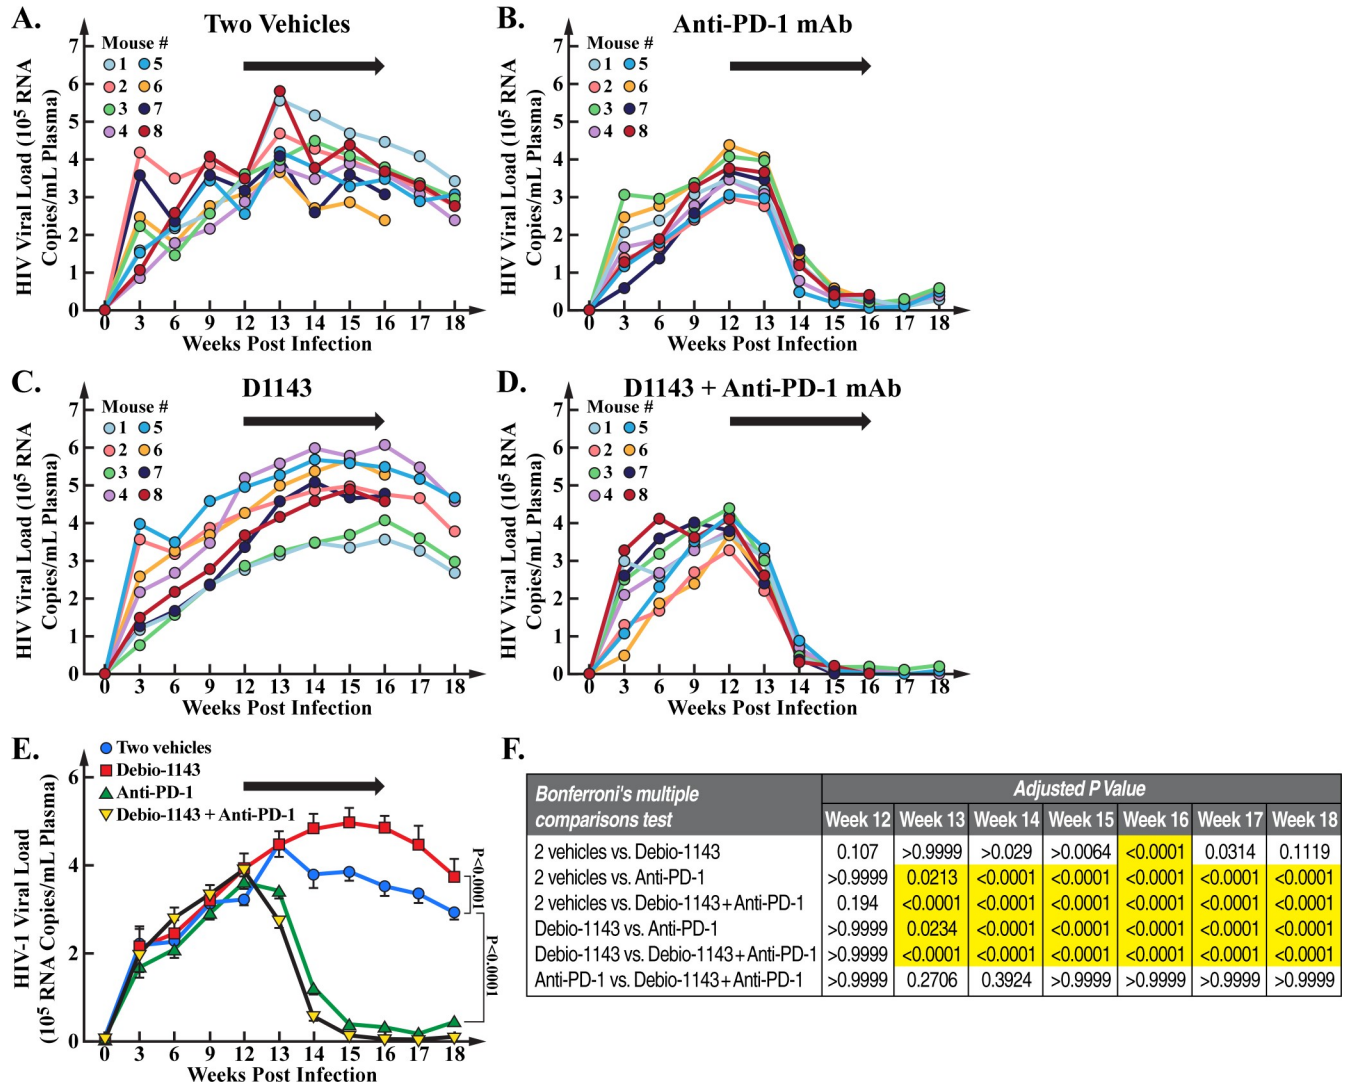 A. Two Vehicles
HIV Viral Load (10⁵ RNA
Copies/mL Plasma)
Mouse #
1 5
2 6
3 7
4 8
7
6
5
4
3
2
1
0
0 3 6 9 12 13 14 15 16 17 18
Weeks Post Infection
B. Anti-PD-1 mAb
HIV Viral Load (10⁵ RNA
Copies/mL Plasma)
Mouse #
1 5
2 6
3 7
4 8
7
6
5
4
3
2
1
0
0 3 6 9 12 13 14 15 16 17 18
Weeks Post Infection
C. D1143
HIV Viral Load (10⁵ RNA
Copies/mL Plasma)
Mouse #
1 5
2 6
3 7
4 8
7
6
5
4
3
2
1
0
0 3 6 9 12 13 14 15 16 17 18
Weeks Post Infection
D. D1143 + Anti-PD-1 mAb
HIV Viral Load (10⁵ RNA
Copies/mL Plasma)
Mouse #
1 5
2 6
3 7
4 8
7
6
5
4
3
2
1
0
0 3 6 9 12 13 14 15 16 17 18
Weeks Post Infection
E.
Two vehicles
Debio-1143
Anti-PD-1
Debio-1143 + Anti-PD-1
HIV-1 Viral Load
(10⁵ RNA Copies/mL Plasma)
6
4
2
0
P<0.0001
P<0.0001
0 3 6 9 12 13 14 15 16 17 18
Weeks Post Infection
F.
Bonferroni's multiple
comparisons test
Adjusted P Value
Week 12 Week 13 Week 14 Week 15 Week 16 Week 17 Week 18
2 vehicles vs. Debio-1143 0.107 >0.9999 >0.029 >0.0064 <0.0001 0.0314 0.1119
2 vehicles vs. Anti-PD-1 >0.9999 0.0213 <0.0001 <0.0001 <0.0001 <0.0001 <0.0001
2 vehicles vs. Debio-1143+Anti-PD-1 0.194 <0.0001 <0.0001 <0.0001 <0.0001 <0.0001 <0.0001
Debio-1143 vs. Anti-PD-1 >0.9999 0.0234 <0.0001 <0.0001 <0.0001 <0.0001 <0.0001
Debio-1143 vs. Debio-1143+Anti-PD-1 >0.9999 <0.0001 <0.0001 <0.0001 <0.0001 <0.0001 <0.0001
Anti-PD-1 vs. Debio-1143+Anti-PD-1 >0.9999 0.2706 0.3924 >0.9999 >0.9999 >0.9999 >0.9999